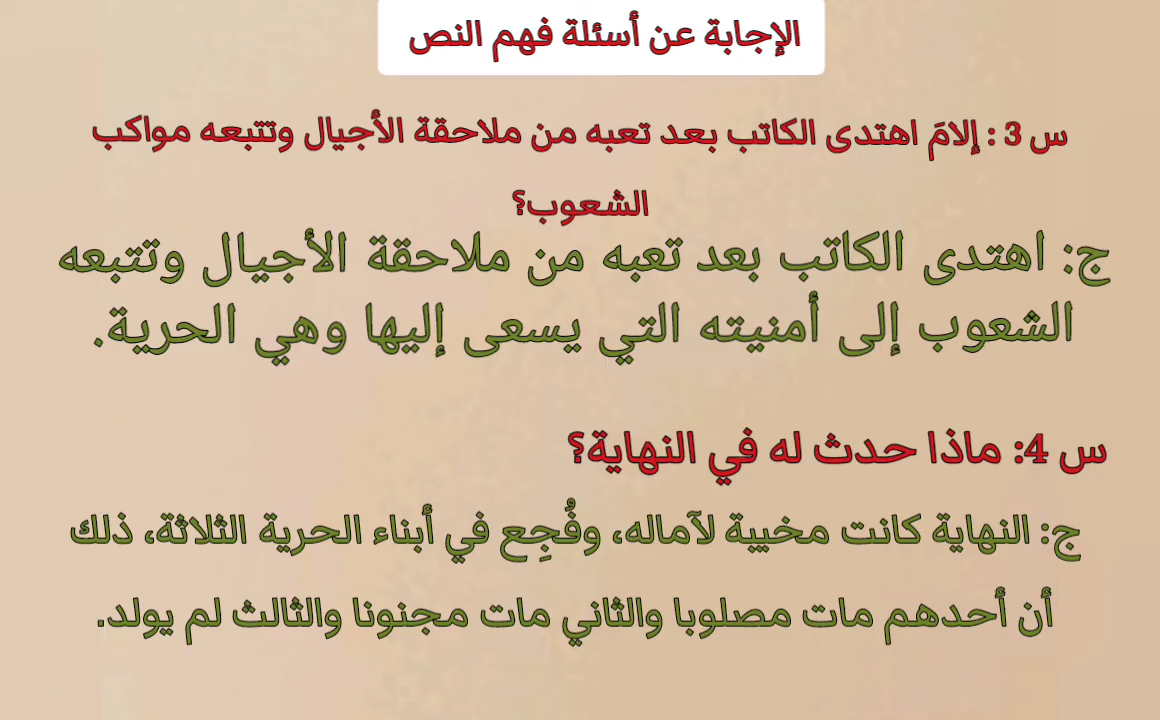 الإجابة عن أسئلة فهم النص
س 3 : إلامَ اهتدى الكاتب بعد تعبه من ملاحقة الأجيال وتتبعه مواكب
الشعوب؟
ج: اهتدى الكاتب بعد تعبه من ملاحقة الأجيال وتتبعه
الشعوب إلى أمنيته التي يسعى إليها وهي الحرية.
س 4: ماذا حدث له في النهاية؟
ج: النهاية كانت مخيبة لآماله، وفُجِع في أبناء الحرية الثلاثة، ذلك
أن أحدهم مات مصلوبا والثاني مات مجنونا والثالث لم يولد.